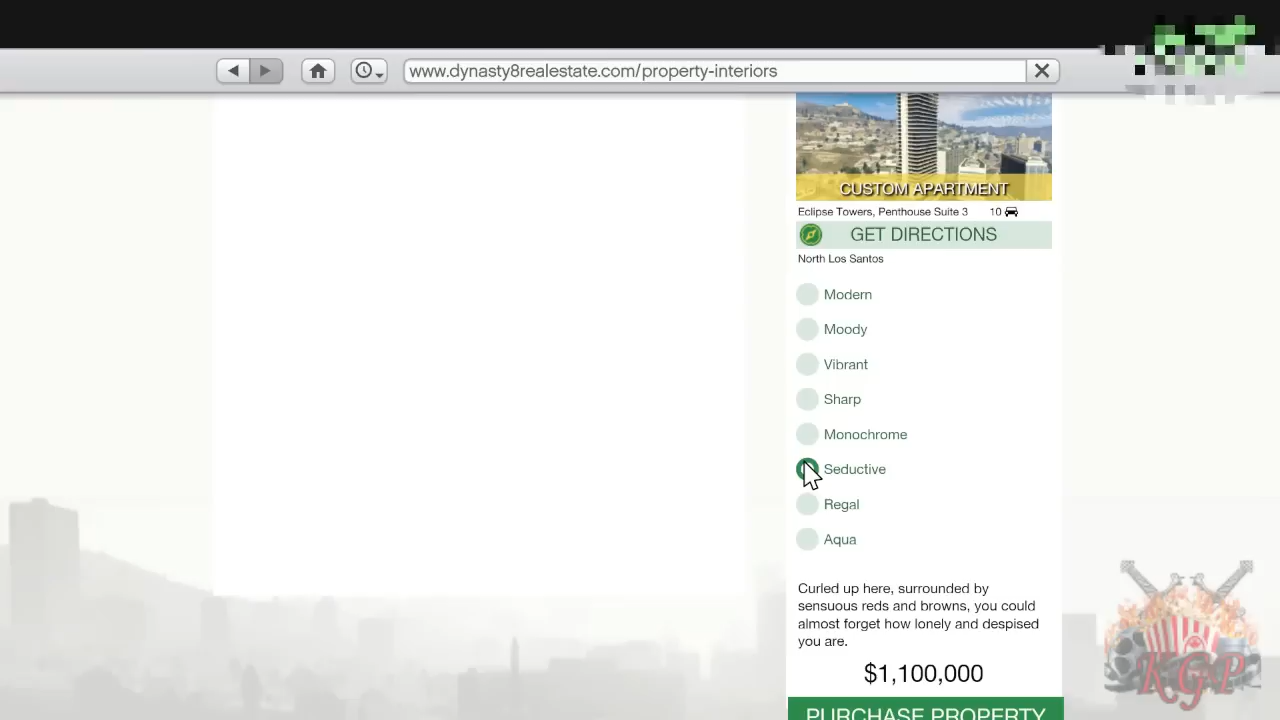 www.dynasty8realestate.com/property-interiors
CUSTOM APARTMENT
Eclipse Towers, Penthouse Suite 3 10
GET DIRECTIONS
North Los Santos
Modern
Moody
Vibrant
Sharp
Monochrome
Seductive
Regal
Aqua
Curled up here, surrounded by
sensuous reds and browns, you could
almost forget how lonely and despised
you are.
$1,100,000
PURCHASE PROPERTY
KGP